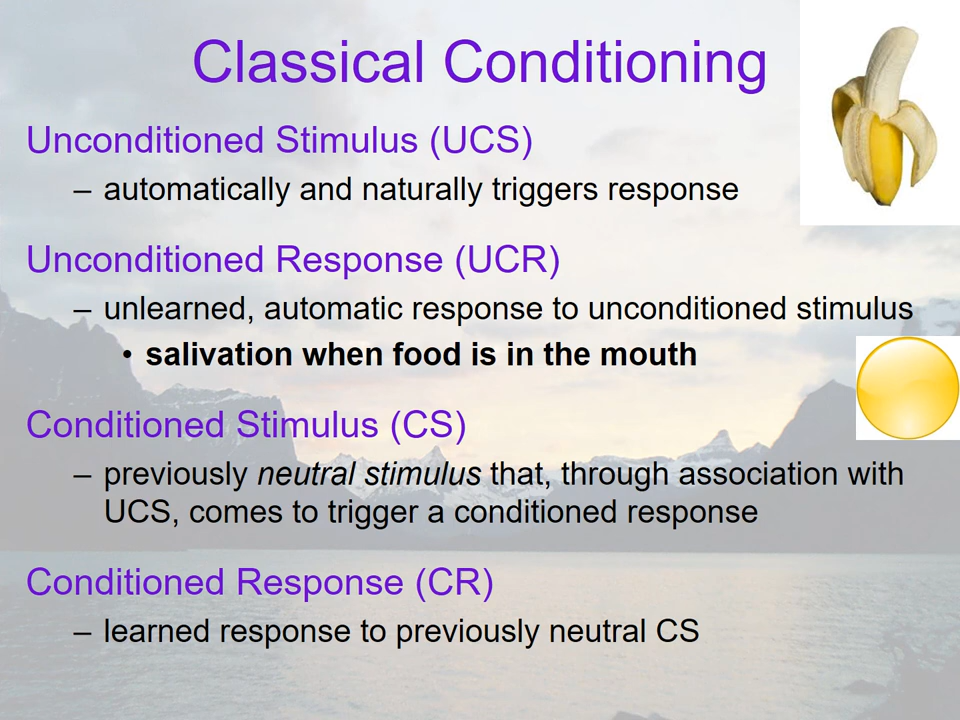 Classical Conditioning
Unconditioned Stimulus (UCS)
– automatically and naturally triggers response
Unconditioned Response (UCR)
– unlearned, automatic response to unconditioned stimulus
• salivation when food is in the mouth
Conditioned Stimulus (CS)
– previously neutral stimulus that, through association with
UCS, comes to trigger a conditioned response
Conditioned Response (CR)
– learned response to previously neutral CS